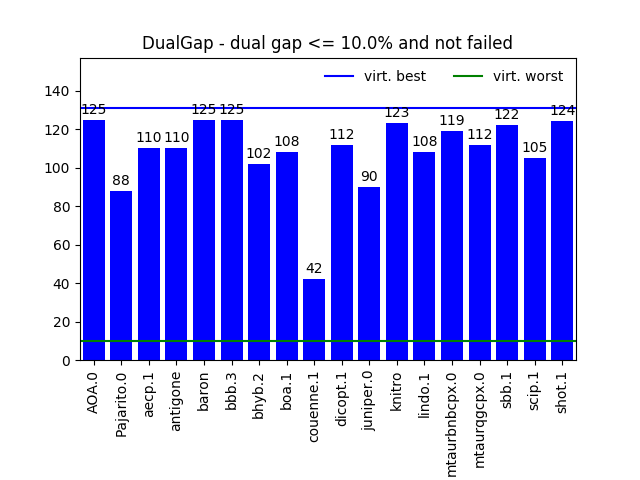 DualGap - dual gap <= 10.0% and not failed
virt. best
virt. worst
140
120
100
80
60
40
20
0
125
88
110
110
125
125
102
108
42
112
90
123
108
119
112
122
105
124
AOA.0
Pajarito.0
aecp.1
antigone
baron
bbb.3
bhyb.2
boa.1
couenne.1
dicopt.1
juniper.0
knitro
lindo.1
mtaurbnbcpx.0
mtaurqgcpx.0
sbb.1
scip.1
shot.1